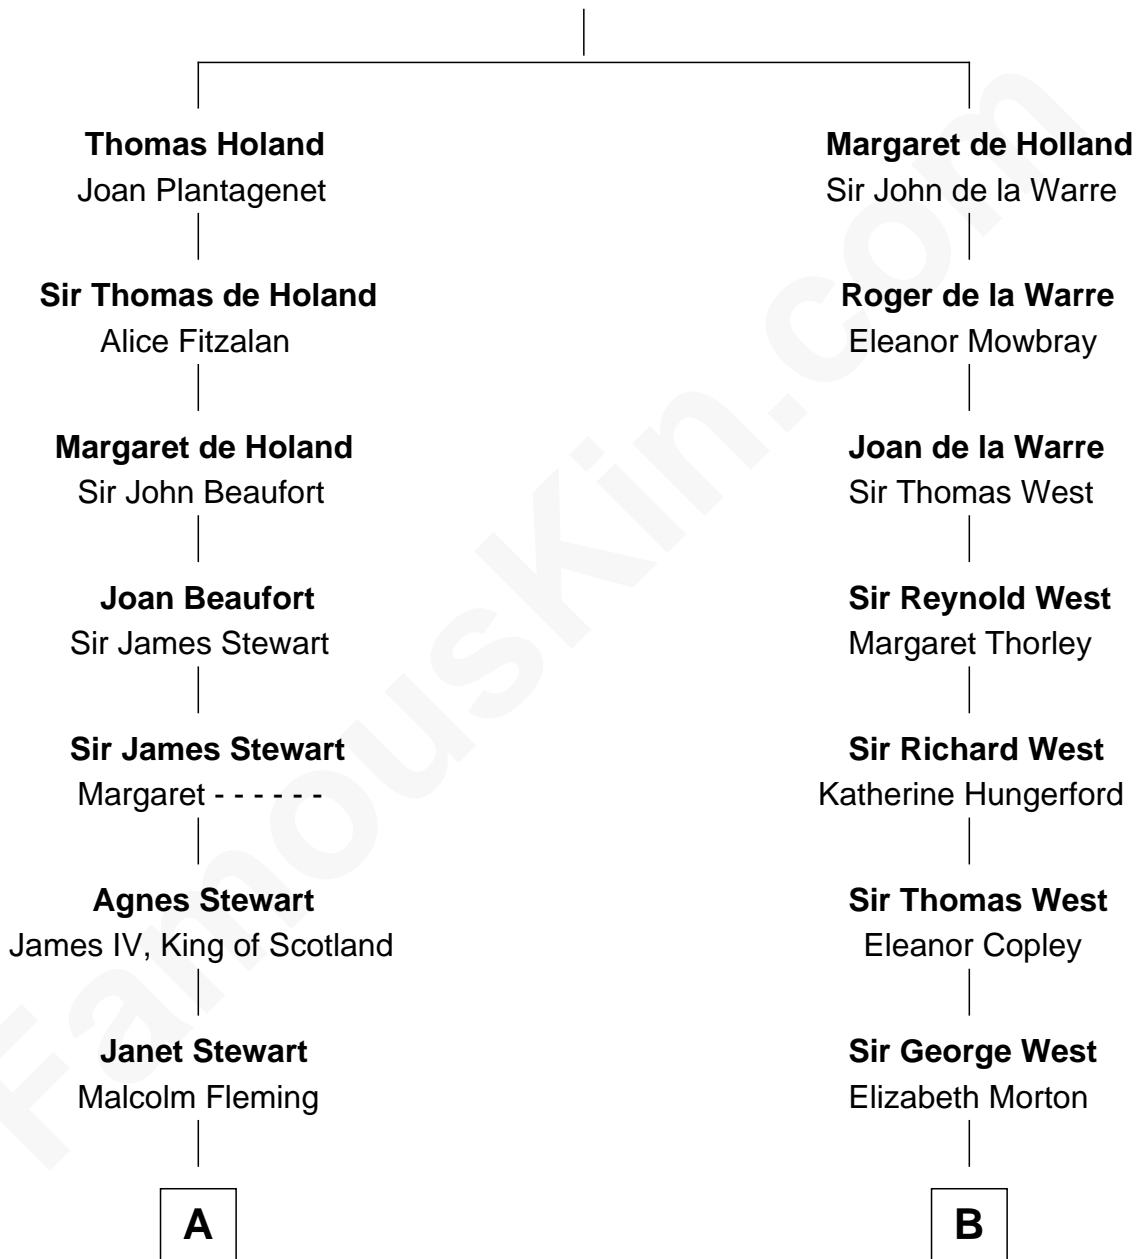 Thomas Holand
Joan Plantagenet
Margaret de Holland
Sir John de la Warre
Sir Thomas de Holand
Alice Fitzalan
Roger de la Warre
Eleanor Mowbray
Margaret de Holand
Sir John Beaufort
Joan de la Warre
Sir Thomas West
Joan Beaufort
Sir James Stewart
Sir Reynold West
Margaret Thorley
Sir James Stewart
Margaret - - - - - -
Sir Richard West
Katherine Hungerford
Agnes Stewart
James IV, King of Scotland
Sir Thomas West
Eleanor Copley
Janet Stewart
Malcolm Fleming
Sir George West
Elizabeth Morton
A
B
FamousKin.com